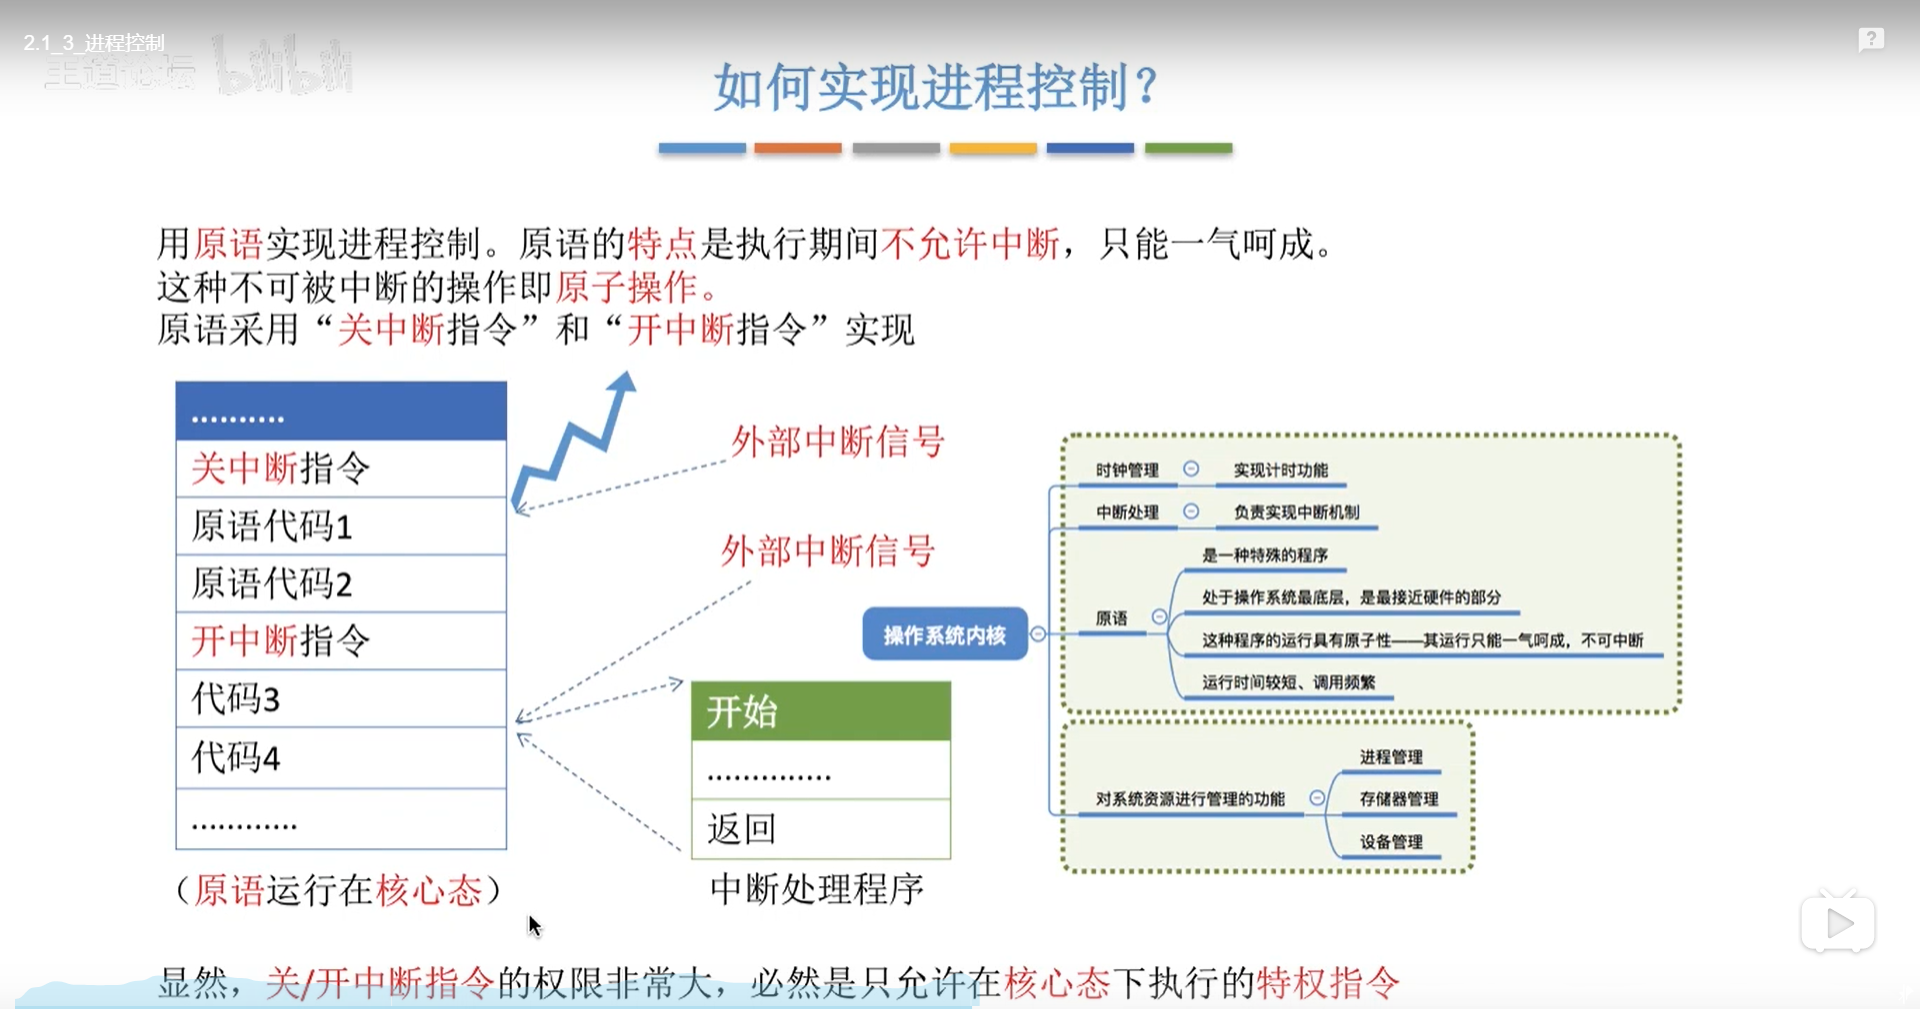 2.1_3_进程控制
王道论坛 bilibili
如何实现进程控制？
用原语实现进程控制。原语的特点是执行期间不允许中断，只能一气呵成。
这种不可被中断的操作即原子操作。
原语采用“关中断指令”和“开中断指令”实现
..........
关中断指令
原语代码1
原语代码2
开中断指令
代码3
代码4
............
（原语运行在核心态）
外部中断信号
外部中断信号
开始
..............
返回
中断处理程序
操作系统内核
时钟管理
实现计时功能
中断处理
负责实现中断机制
原语
是一种特殊的程序
处于操作系统最底层，是最接近硬件的部分
这种程序的运行具有原子性——其运行只能一气呵成，不可中断
运行时间较短、调用频繁
对系统资源进行管理的功能
进程管理
存储器管理
设备管理
显然，关/开中断指令的权限非常大，必然是只允许在核心态下执行的特权指令